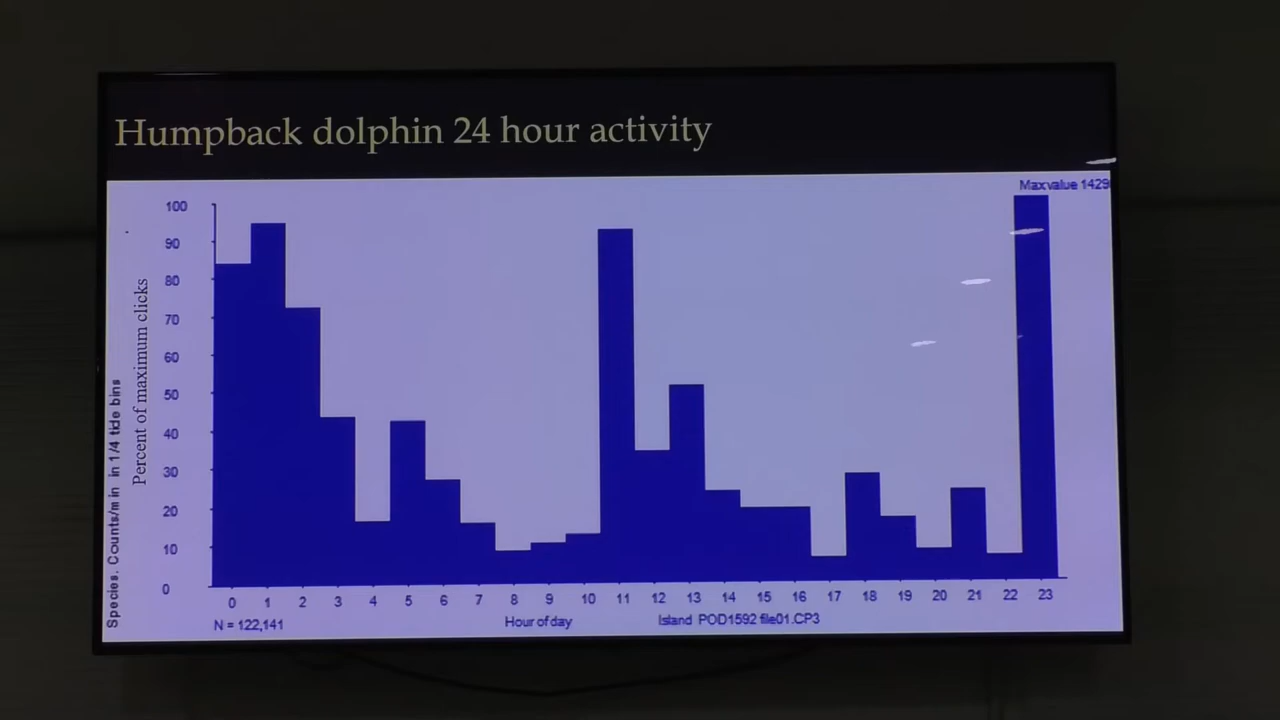 Humpback dolphin 24 hour activity
Maxvalue 1429
100
90
80
70
60
50
40
30
20
10
0
Percent of maximum clicks
Species. Counts/min in 1/4 tide bins
0 1 2 3 4 5 6 7 8 9 10 11 12 13 14 15 16 17 18 19 20 21 22 23
N = 122,141 Hour of day Island POD1592 file01.CP3